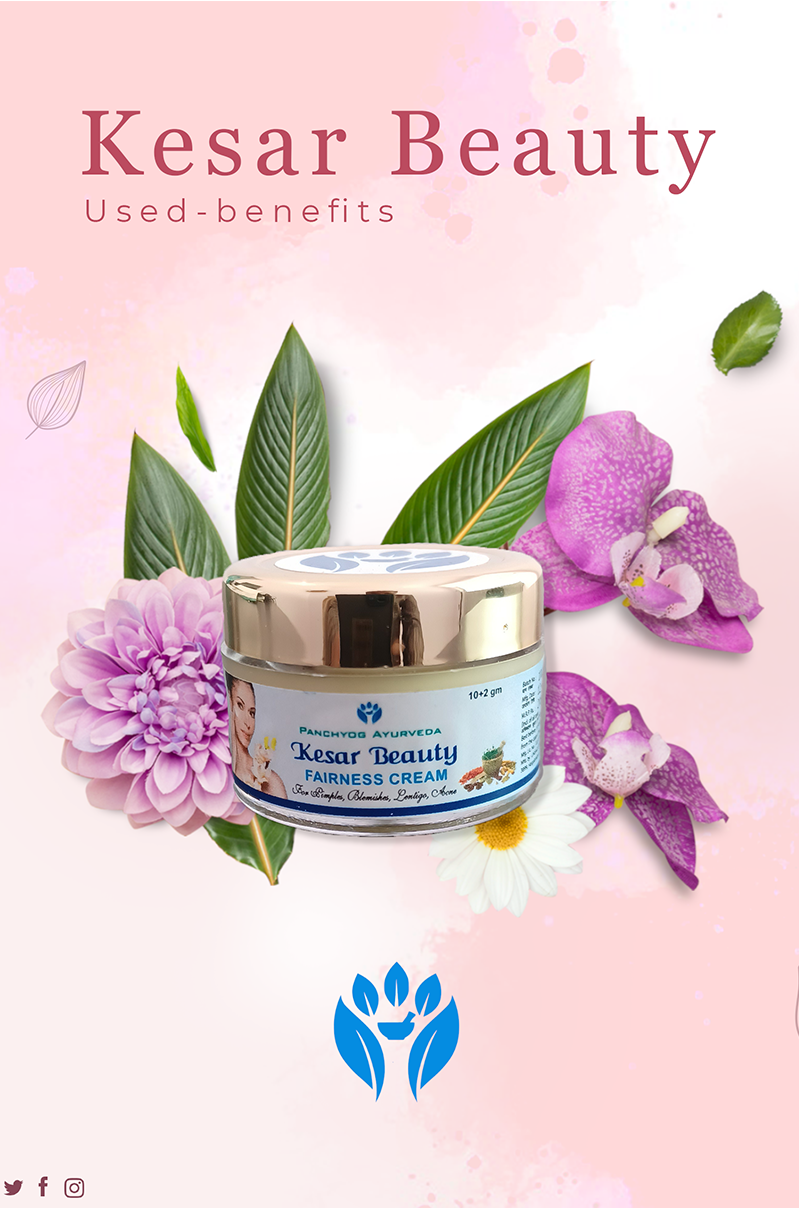 Kesar Beauty
Used-benefits
10+2 gm
PANCHYOG AYURVEDA
Kesar Beauty
FAIRNESS CREAM
For Pimples, Blemishes, Lentigo, Acne